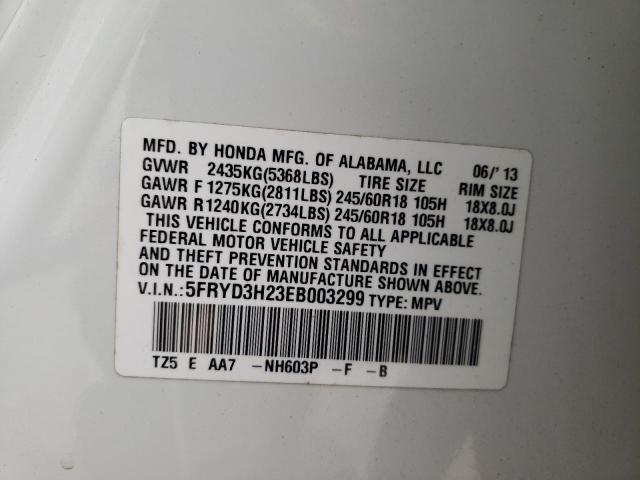 MFD. BY HONDA MFG. OF ALABAMA, LLC 06/'13
GVWR 2435KG(5368LBS) TIRE SIZE RIM SIZE
GAWR F 1275KG(2811LBS) 245/60R18 105H 18X8.0J
GAWR R1240KG(2734LBS) 245/60R18 105H 18X8.0J
THIS VEHICLE CONFORMS TO ALL APPLICABLE
FEDERAL MOTOR VEHICLE SAFETY
AND THEFT PREVENTION STANDARDS IN EFFECT
ON THE DATE OF MANUFACTURE SHOWN ABOVE.
V.I.N.:5FRYD3H23EB003299 TYPE: MPV
TZ5 E AA7 –NH603P –F –B